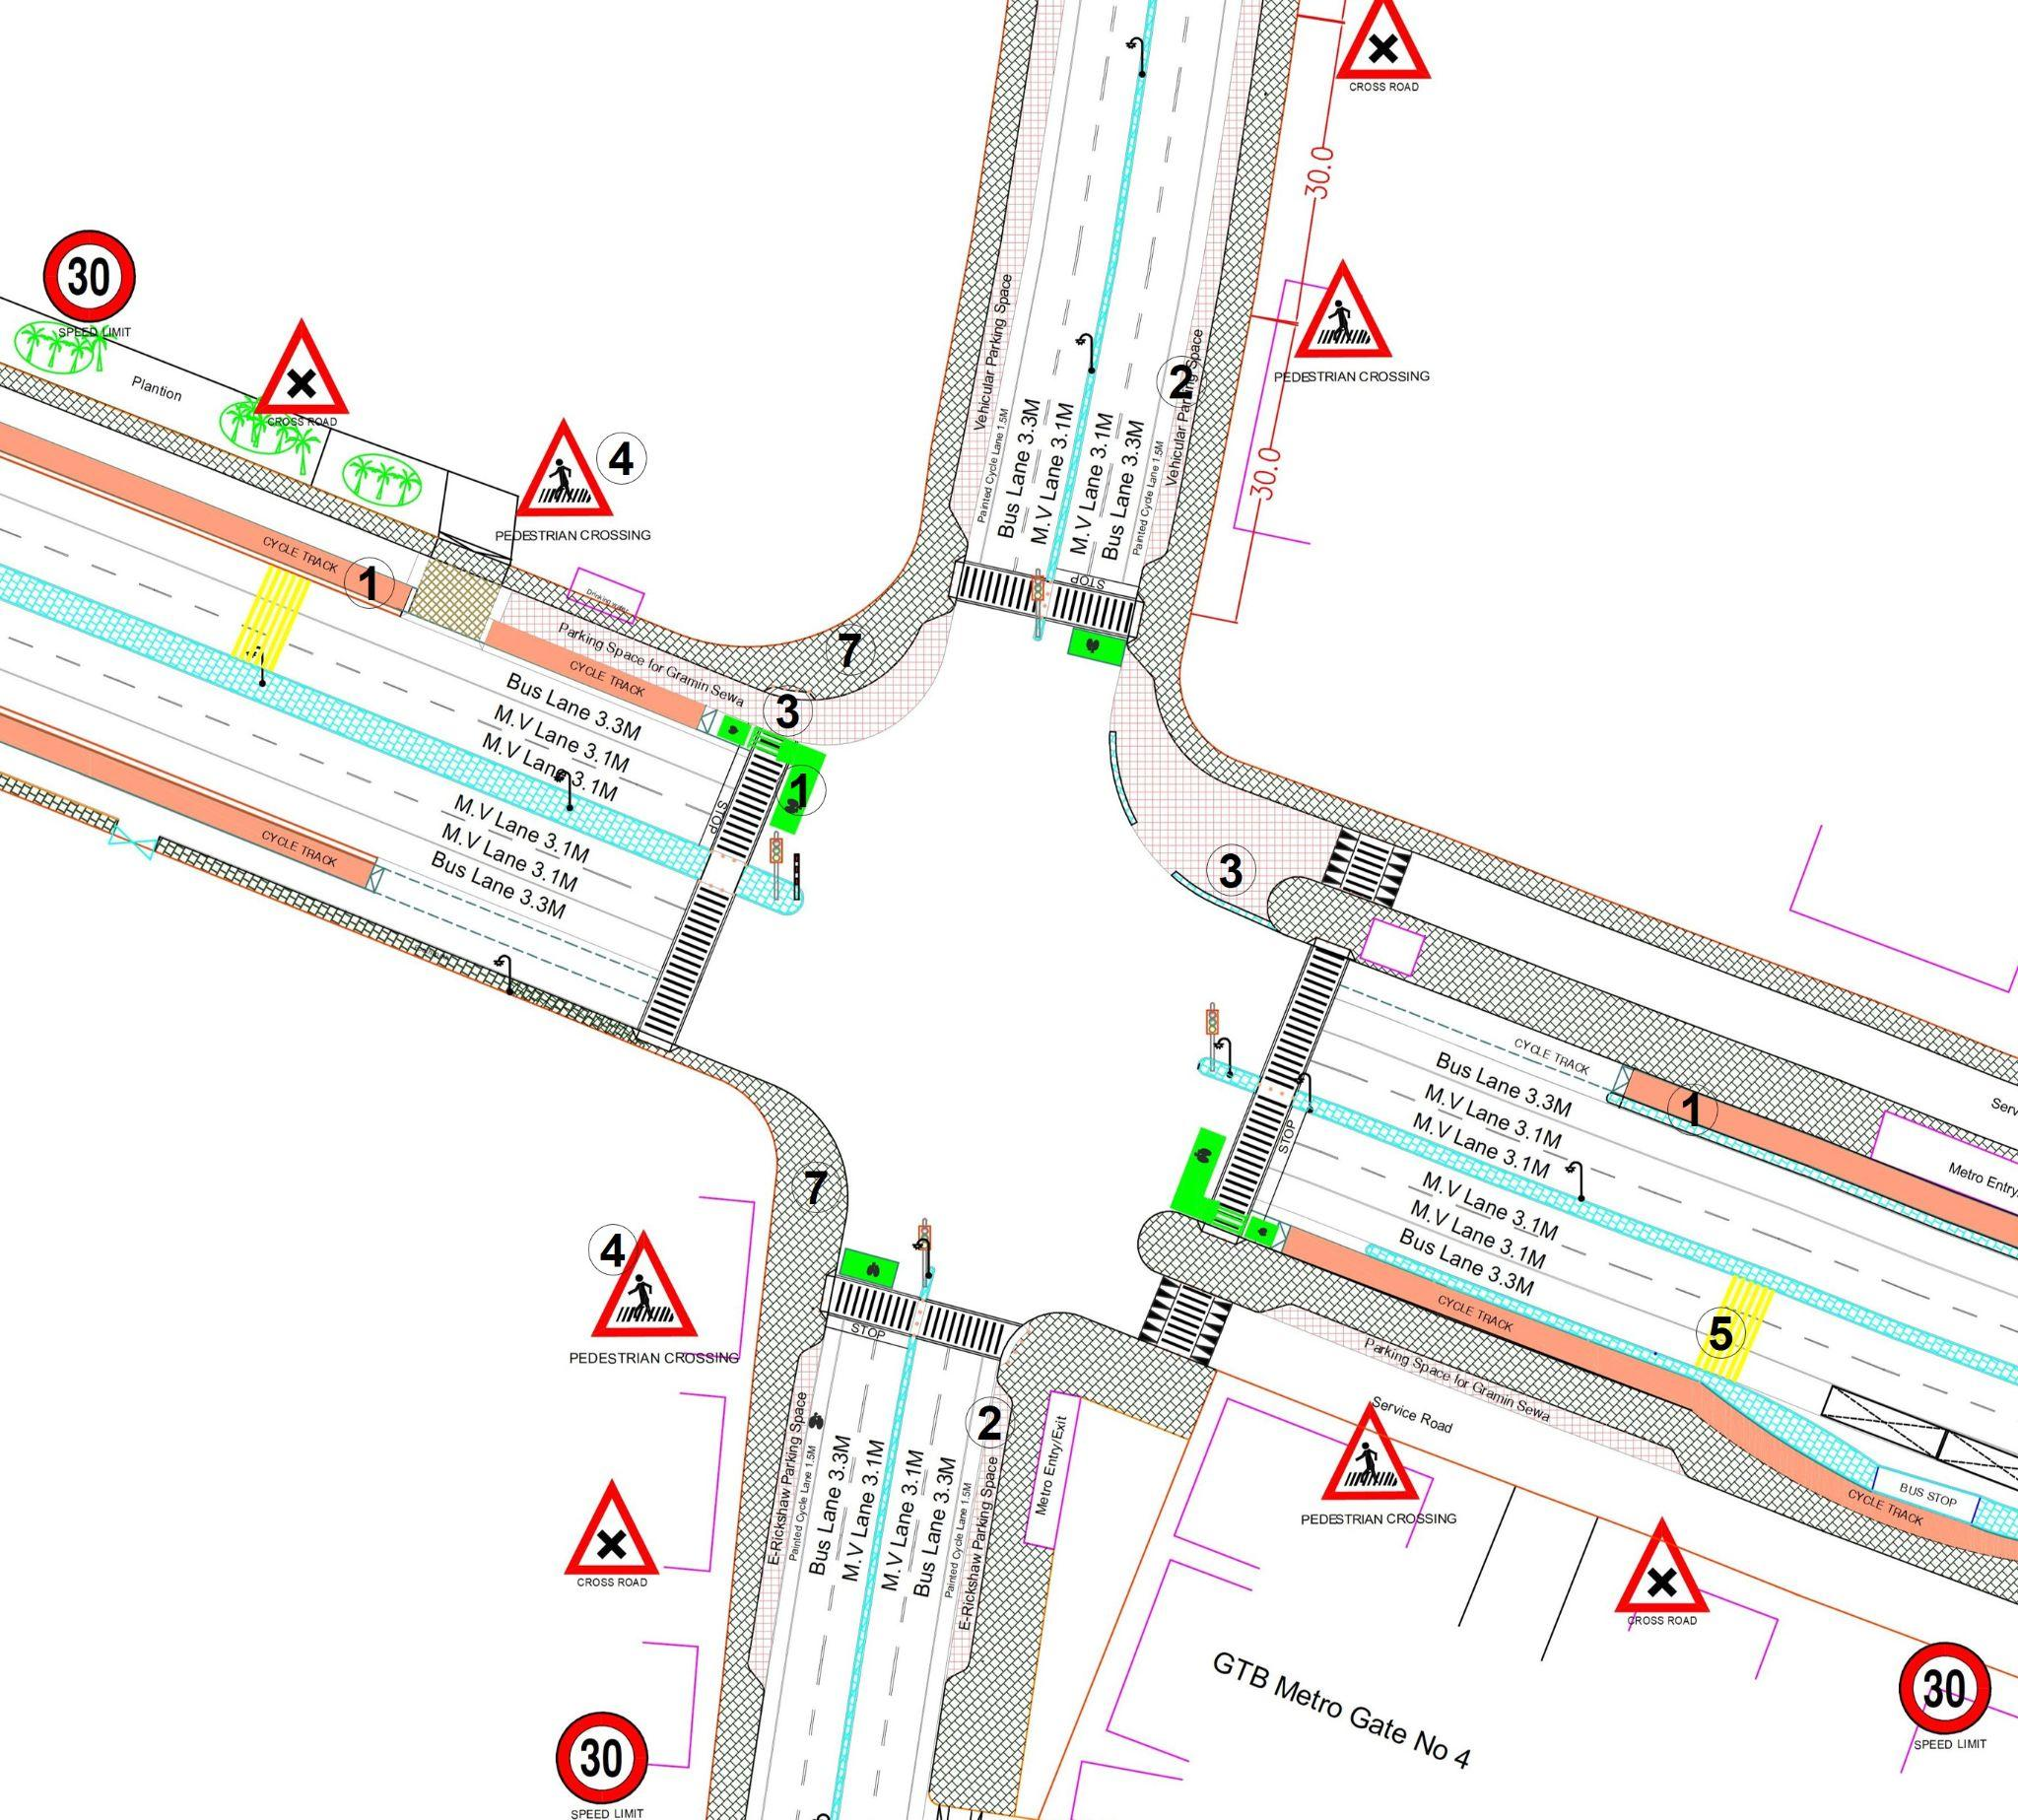 CROSS ROAD
30.0
30
SPEED LIMIT
Plantion
CROSS ROAD
4
PEDESTRIAN CROSSING
PEDESTRIAN CROSSING
30.0
Vehicular Parking Space
Painted Cycle Lane 1.5M
Bus Lane 3.3M
M.V Lane 3.1M
M.V Lane 3.1M
Bus Lane 3.3M
Painted Cycle Lane 1.5M
Vehicular Parking Space
2
STOP
CYCLE TRACK
1
Drinking water
Parking Space for Gramin Sewa
CYCLE TRACK
7
3
1
Bus Lane 3.3M
M.V Lane 3.1M
M.V Lane 3.1M
STOP
M.V Lane 3.1M
M.V Lane 3.1M
Bus Lane 3.3M
CYCLE TRACK
3
CYCLE TRACK
1
Bus Lane 3.3M
M.V Lane 3.1M
M.V Lane 3.1M
STOP
M.V Lane 3.1M
M.V Lane 3.1M
Bus Lane 3.3M
CYCLE TRACK
5
Metro Entry
7
4
PEDESTRIAN CROSSING
STOP
E-Rickshaw Parking Space
Painted Cycle Lane 1.5M
Bus Lane 3.3M
M.V Lane 3.1M
M.V Lane 3.1M
Bus Lane 3.3M
Painted Cycle Lane 1.5M
E-Rickshaw Parking Space
2
Metro Entry/Exit
Parking Space for Gramin Sewa
Service Road
PEDESTRIAN CROSSING
BUS STOP
CYCLE TRACK
CROSS ROAD
CROSS ROAD
GTB Metro Gate No 4
30
SPEED LIMIT
30
SPEED LIMIT